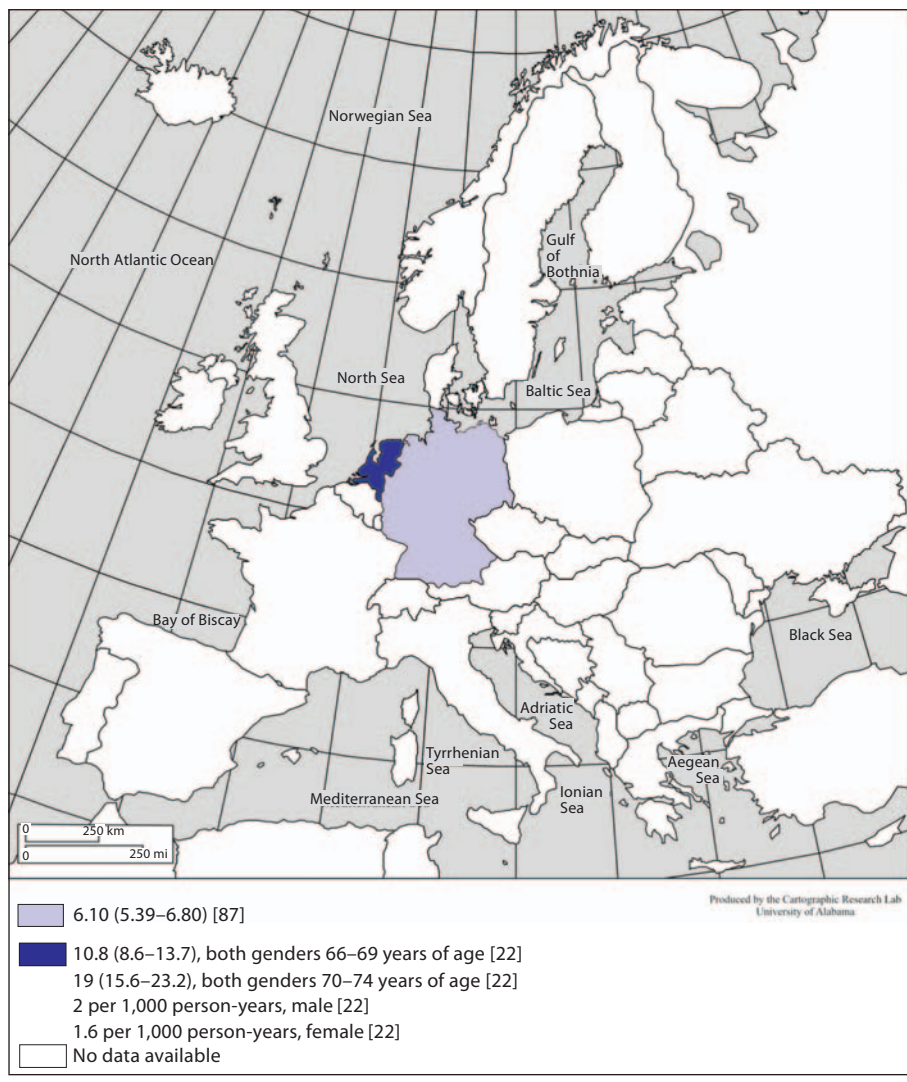 Norwegian Sea
North Atlantic Ocean
Gulf
of
Bothnia
North Sea
Baltic Sea
Bay of Biscay
Black Sea
Adriatic
Sea
Tyrrhenian
Sea
Aegean
Sea
Mediterranean Sea
Ionian
Sea
0 250 km
0 250 mi
Produced by the Cartographic Research Lab
University of Alabama
6.10 (5.39–6.80) [87]
10.8 (8.6–13.7), both genders 66–69 years of age [22]
19 (15.6–23.2), both genders 70–74 years of age [22]
2 per 1,000 person-years, male [22]
1.6 per 1,000 person-years, female [22]
No data available